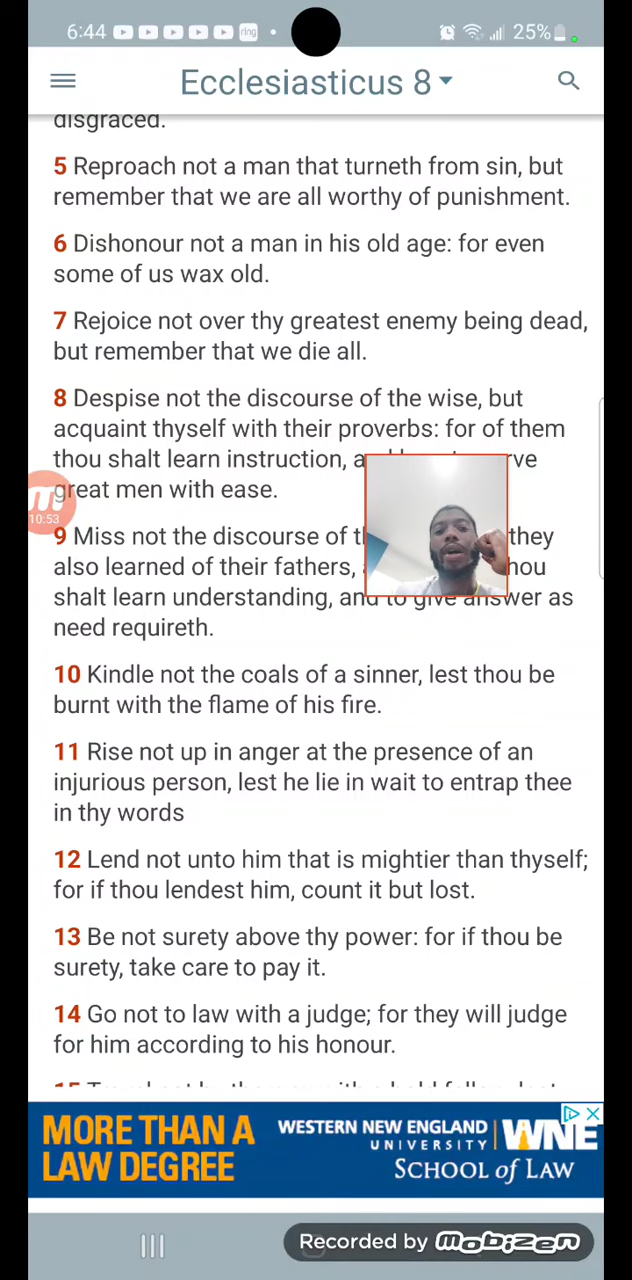 6:44 ring 25%
Ecclesiasticus 8
disgraced.
5 Reproach not a man that turneth from sin, but
remember that we are all worthy of punishment.
6 Dishonour not a man in his old age: for even
some of us wax old.
7 Rejoice not over thy greatest enemy being dead,
but remember that we die all.
8 Despise not the discourse of the wise, but
acquaint thyself with their proverbs: for of them
thou shalt learn instruction,
great men with ease.
10:53
9 Miss not the discourse of they
also learned of their fathers,
shalt learn understanding, and to give answer as
need requireth.
10 Kindle not the coals of a sinner, lest thou be
burnt with the flame of his fire.
11 Rise not up in anger at the presence of an
injurious person, lest he lie in wait to entrap thee
in thy words
12 Lend not unto him that is mightier than thyself;
for if thou lendest him, count it but lost.
13 Be not surety above thy power: for if thou be
surety, take care to pay it.
14 Go not to law with a judge; for they will judge
for him according to his honour.
MORE THAN A
LAW DEGREE
WESTERN NEW ENGLAND
UNIVERSITY
WNE
SCHOOL of LAW
Recorded by mobizen